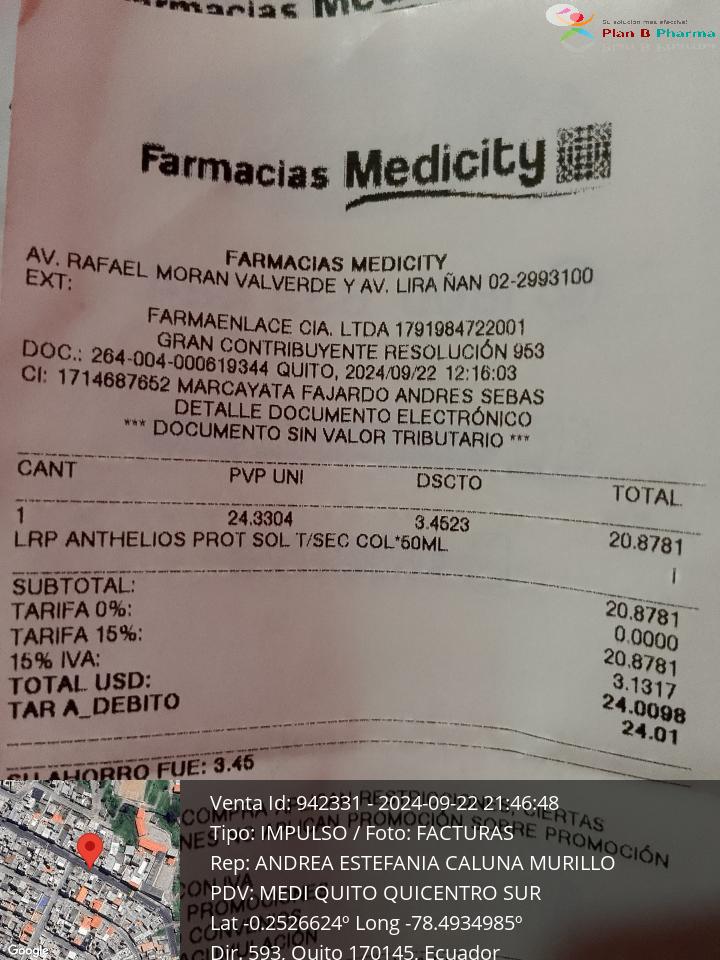 Su solución más efectiva!
Plan B Pharma
Farmacias Medicity
FARMACIAS MEDICITY
AV. RAFAEL MORAN VALVERDE Y AV. LIRA ÑAN 02-2993100
EXT:
FARMAENLACE CIA. LTDA 1791984722001
GRAN CONTRIBUYENTE RESOLUCIÓN 953
DOC.: 264-004-000619344 QUITO, 2024/09/22 12:16:03
CI: 1714687652 MARCAYATA FAJARDO ANDRES SEBAS
DETALLE DOCUMENTO ELECTRÓNICO
*** DOCUMENTO SIN VALOR TRIBUTARIO ***
CANT PVP UNI DSCTO TOTAL
1 24.3304 3.4523 20.8781
LRP ANTHELIOS PROT SOL T/SEC COL*50ML
i
SUBTOTAL: 20.8781
TARIFA 0%: 0.0000
TARIFA 15%: 20.8781
15% IVA: 3.1317
TOTAL USD: 24.0098
TAR A_DEBITO 24.01
SU AHORRO FUE: 3.45
Venta Id: 942331 - 2024-09-22 21:46:48
Tipo: IMPULSO / Foto: FACTURAS
Rep: ANDREA ESTEFANIA CALUNA MURILLO
PDV: MEDI QUITO QUICENTRO SUR
Lat -0.2526624º Long -78.4934985º
Dir. 593, Quito 170145, Ecuador
Google